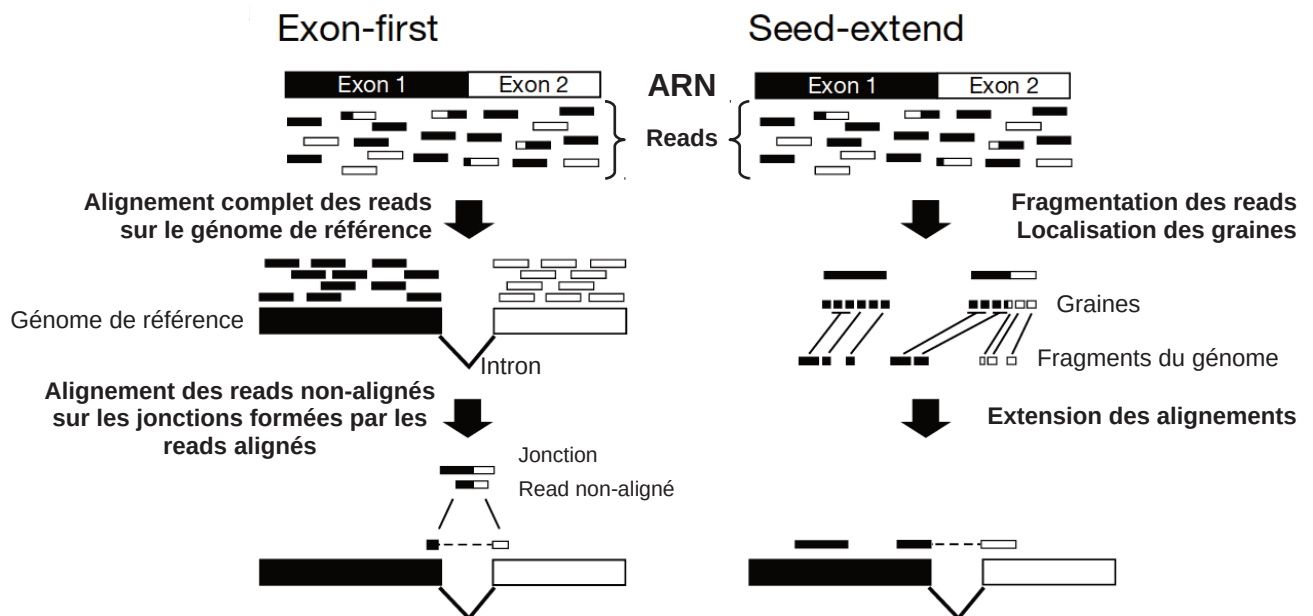 Exon-first
Seed-extend
Exon 1
Exon 2
ARN
Exon 1
Exon 2
Reads
Alignement complet des reads
sur le génome de référence
Fragmentation des reads
Localisation des graines
Génome de référence
Graines
Intron
Fragments du génome
Alignement des reads non-alignés
sur les jonctions formées par les
reads alignés
Extension des alignements
Jonction
Read non-aligné